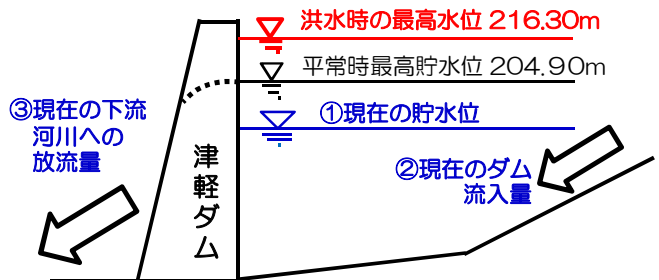 洪水時の最高水位 216.30m
平常時最高貯水位 204.90m
①現在の貯水位
③現在の下流
河川への
放流量
②現在のダム
流入量
津軽ダム